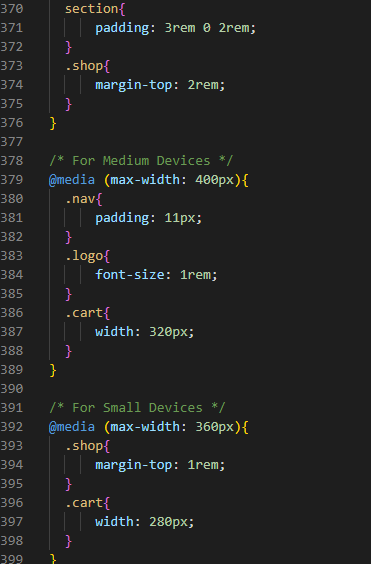 370 section{
371 padding: 3rem 0 2rem;
372 }
373 .shop{
374 margin-top: 2rem;
375 }
376 }
377
378 /* For Medium Devices */
379 @media (max-width: 400px){
380 .nav{
381 padding: 11px;
382 }
383 .logo{
384 font-size: 1rem;
385 }
386 .cart{
387 width: 320px;
388 }
389 }
390
391 /* For Small Devices */
392 @media (max-width: 360px){
393 .shop{
394 margin-top: 1rem;
395 }
396 .cart{
397 width: 280px;
398 }
399 }